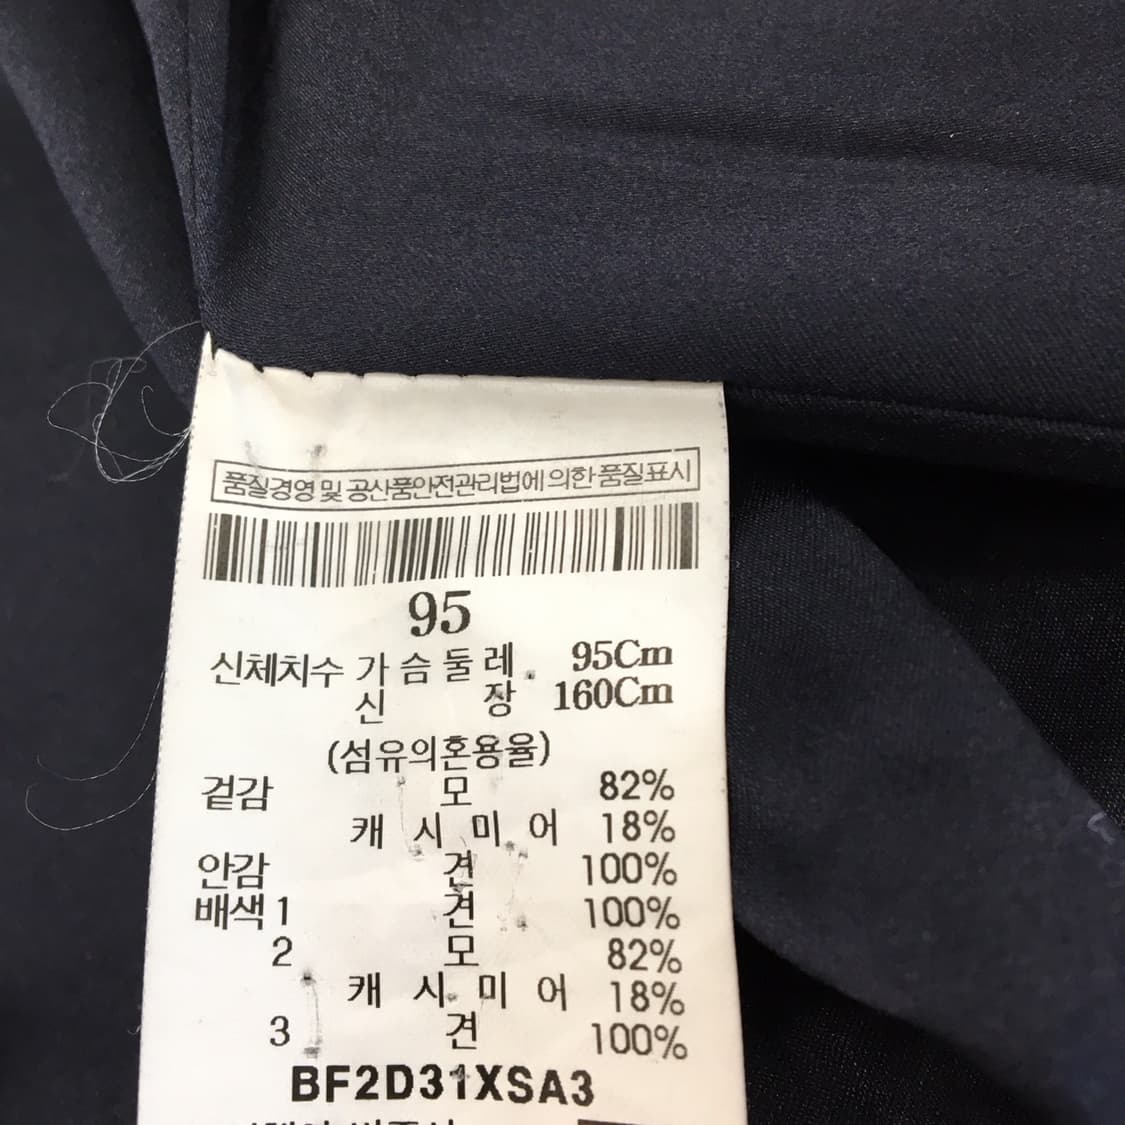 품질경영 및 공산품안전관리법에 의한 품질표시
95
신체치수 가 슴 둘 레 95Cm
신 장 160Cm
(섬유의혼용율)
겉감 모 82%
캐 시 미 어 18%
안감 견 100%
배색 1 견 100%
2 모 82%
캐 시 미 어 18%
3 견 100%
BF2D31XSA3